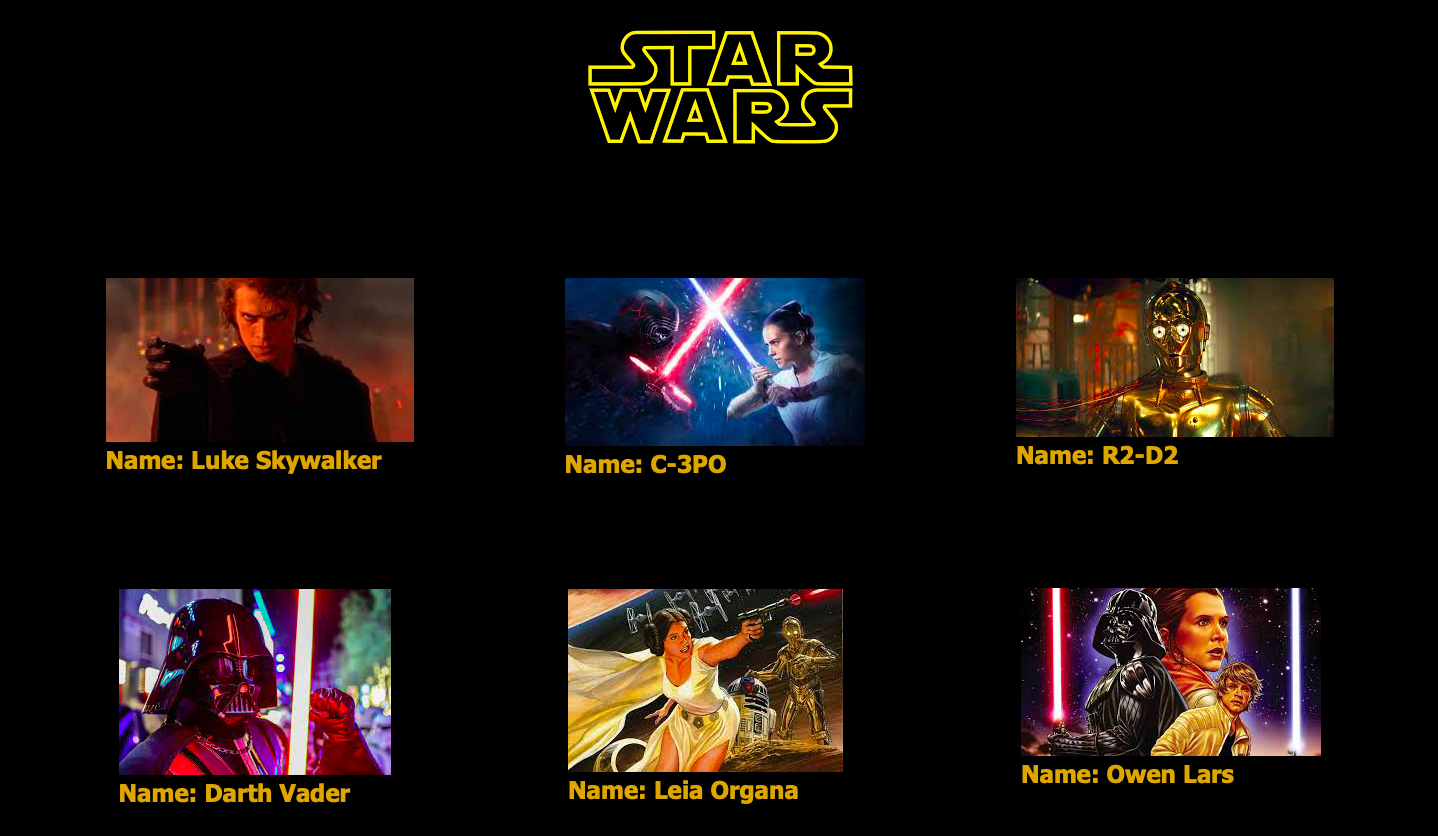 STAR
WARS
Name: Luke Skywalker
Name: C-3PO
Name: R2-D2
Name: Darth Vader
Name: Leia Organa
Name: Owen Lars